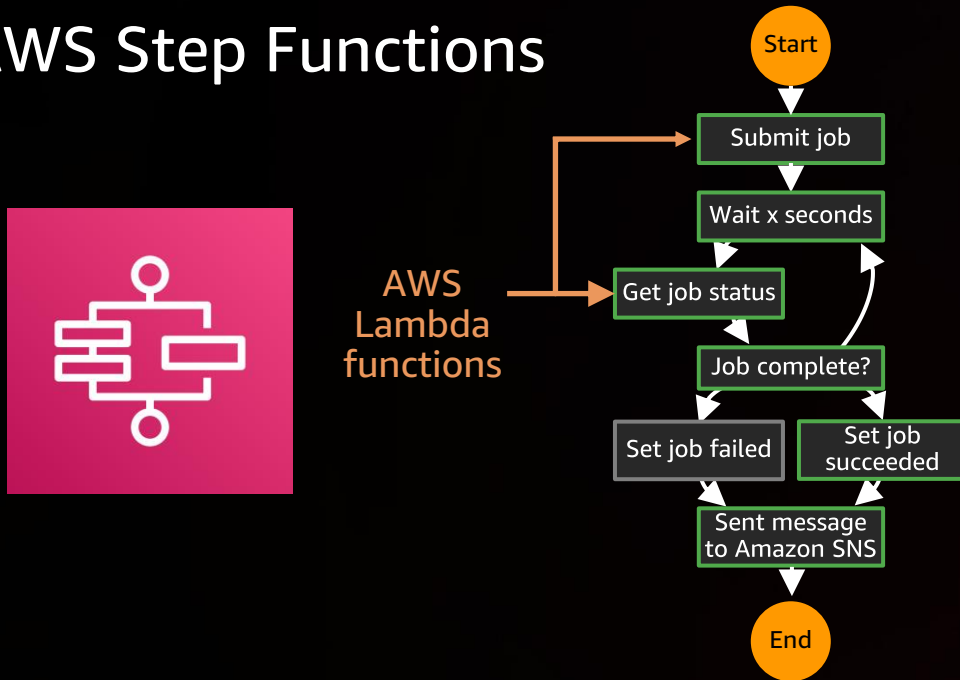 WS Step Functions
Start
Submit job
Wait x seconds
AWS
Lambda
functions
Get job status
Job complete?
Set job failed
Set job
succeeded
Sent message
to Amazon SNS
End